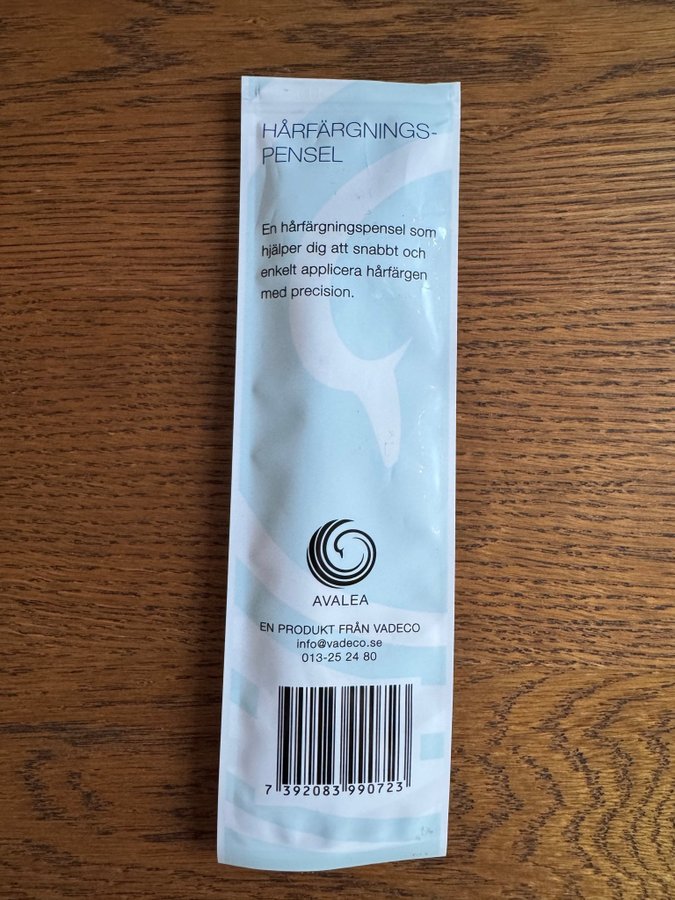 HÅRFÄRGNINGS-
PENSEL
En hårfärgningspensel som
hjälper dig att snabbt och
enkelt applicera hårfärgen
med precision.
AVALEA
EN PRODUKT FRÅN VADECO
info@vadeco.se
013-25 24 80
7 392083 990723